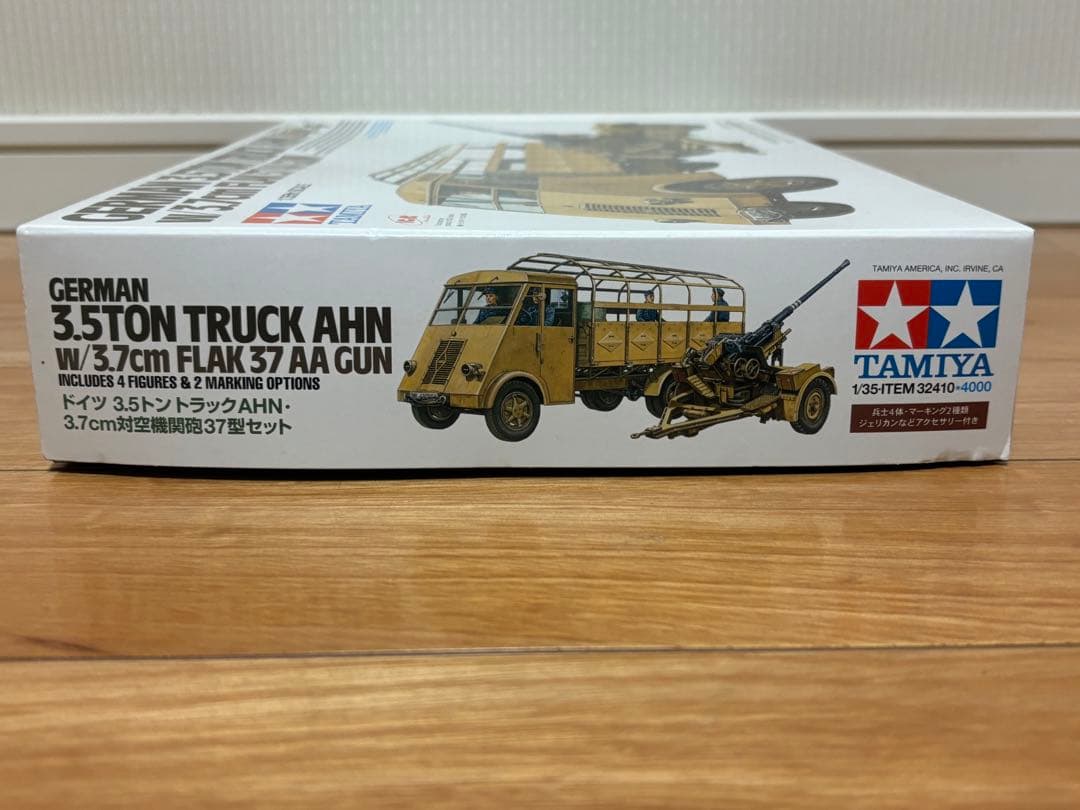 TAMIYA
GERMAN
3.5TON TRUCK AHN
w/3.7cm FLAK 37 AA GUN
INCLUDES 4 FIGURES & 2 MARKING OPTIONS
ドイツ 3.5トン トラックAHN・
3.7cm対空機関砲37型セット
TAMIYA AMERICA, INC. IRVINE, CA
TAMIYA
1/35・ITEM 32410★4000
兵士4体・マーキング2種類
ジェリカンなどアクセサリー付き